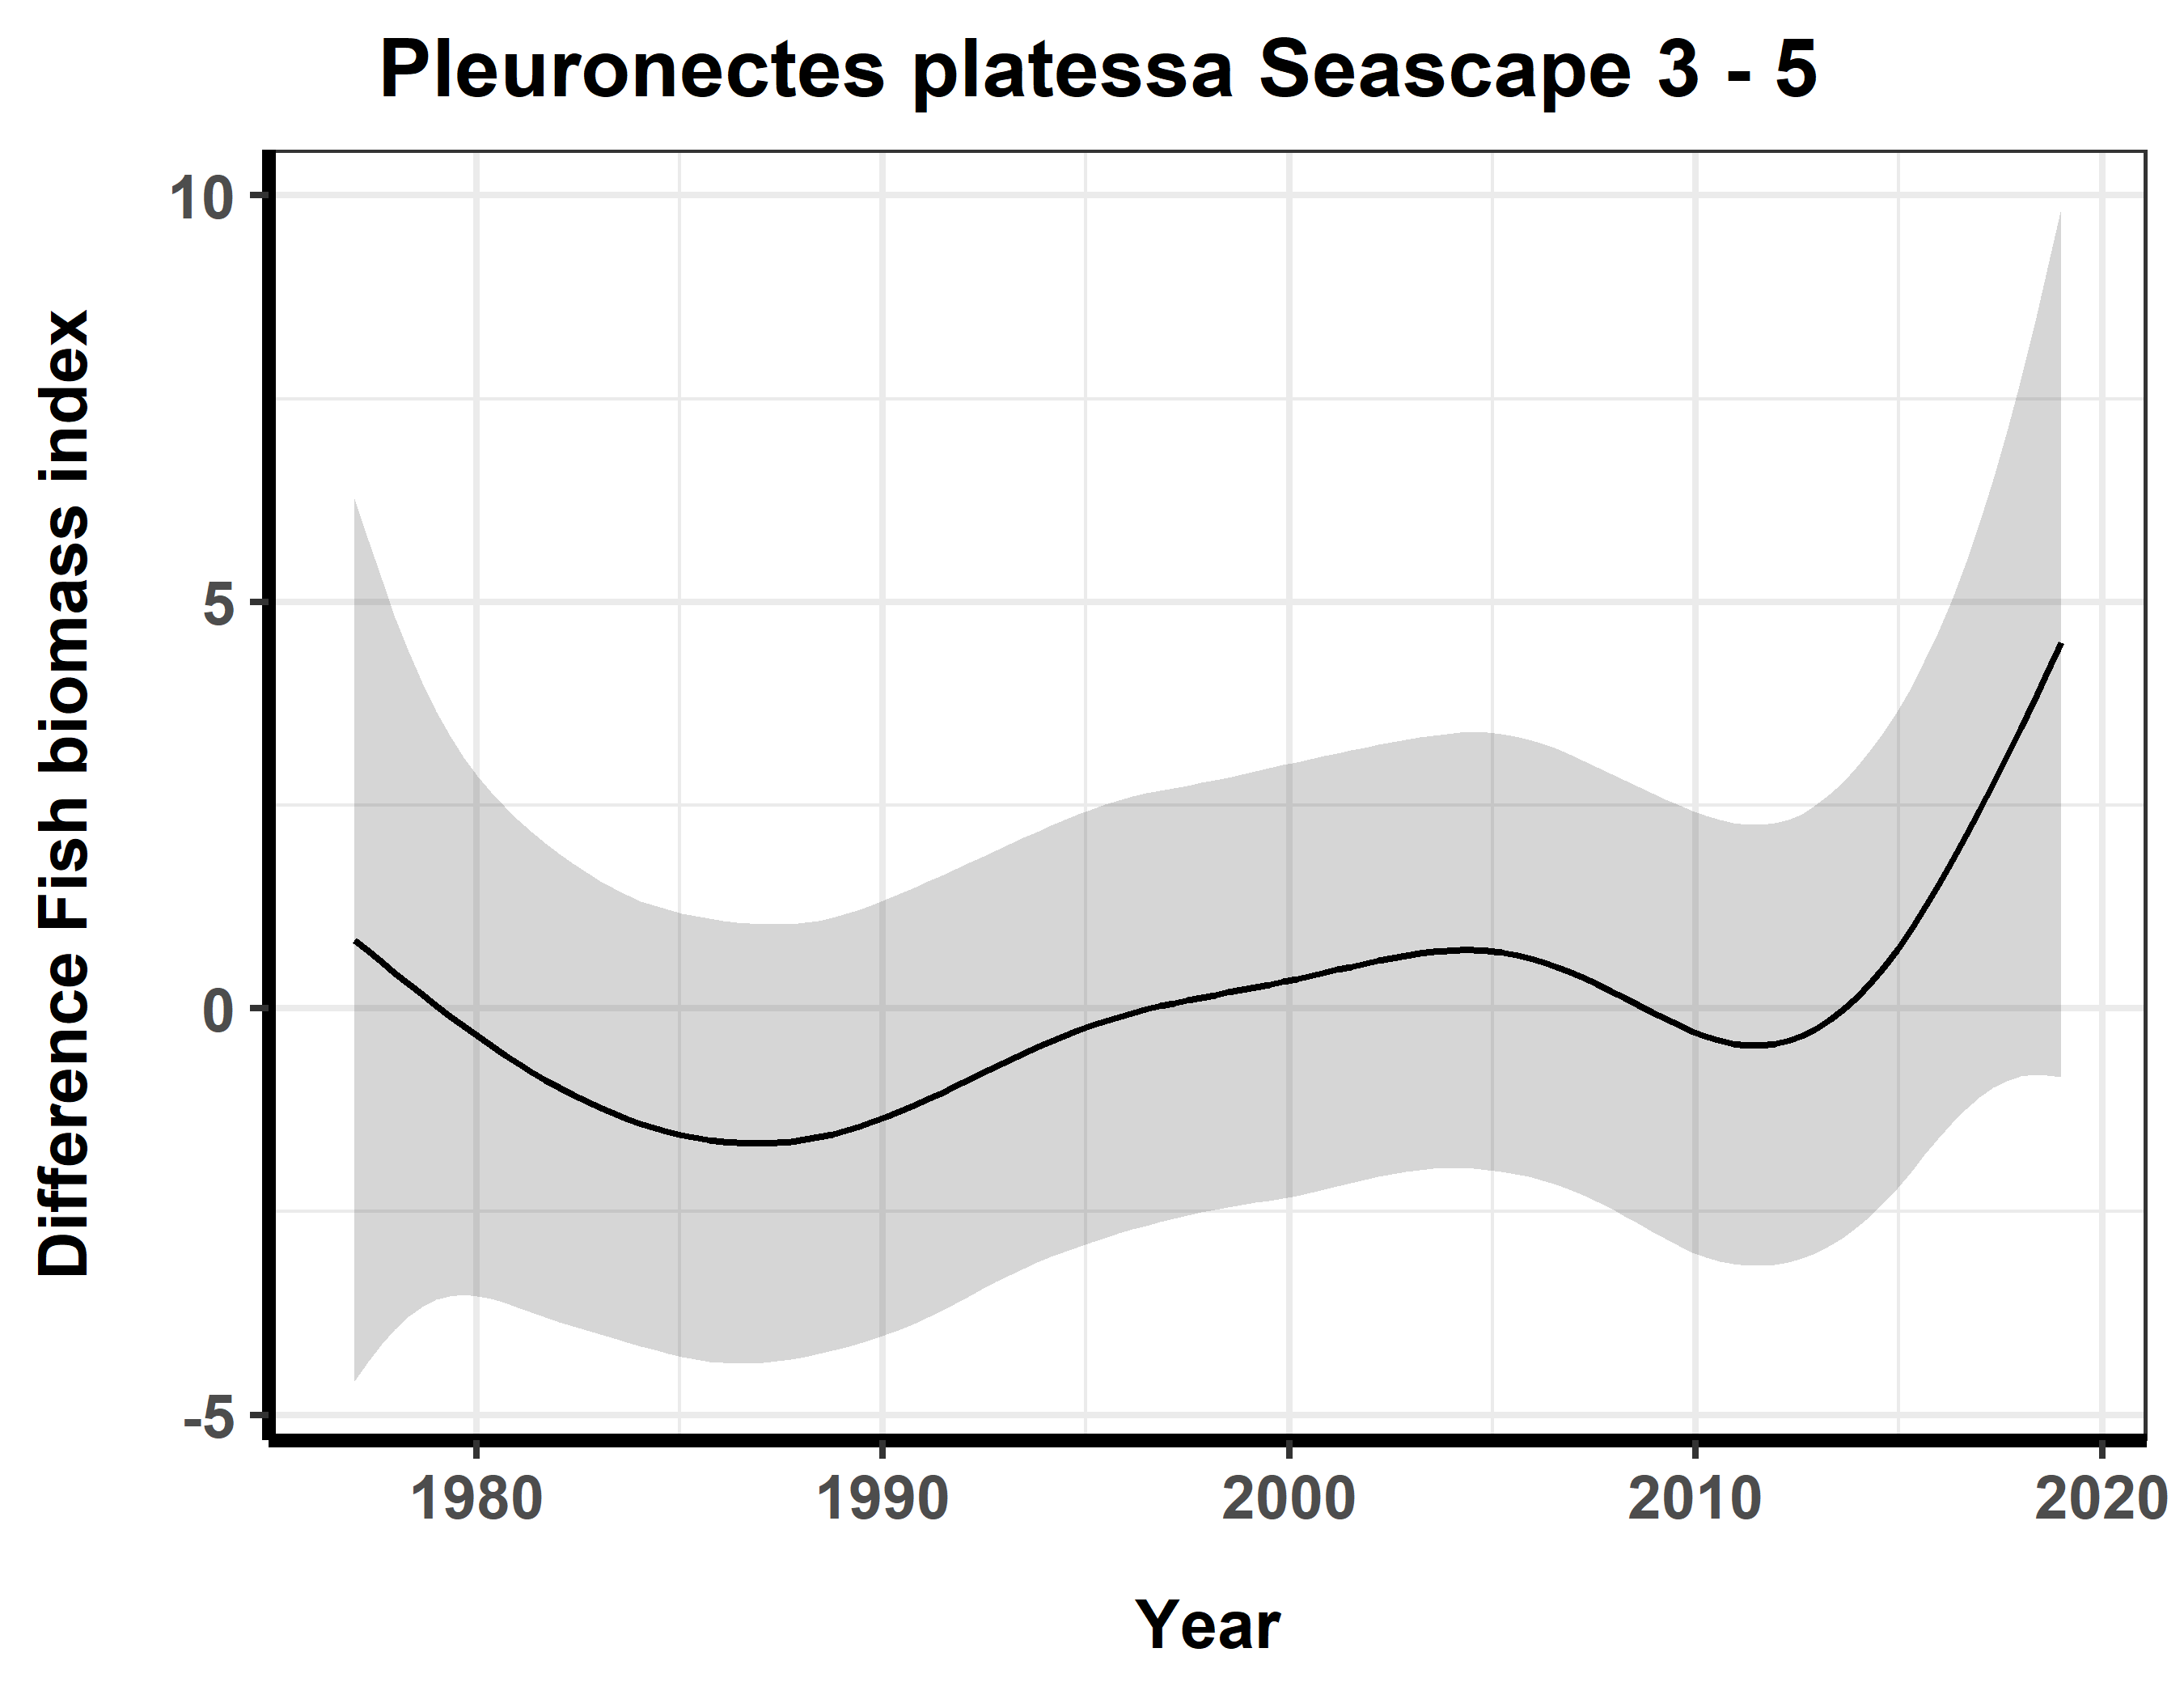 Pleuronectes platessa Seascape 3 - 5
Difference Fish biomass index
10
5
0
-5
1980 1990 2000 2010 2020
Year